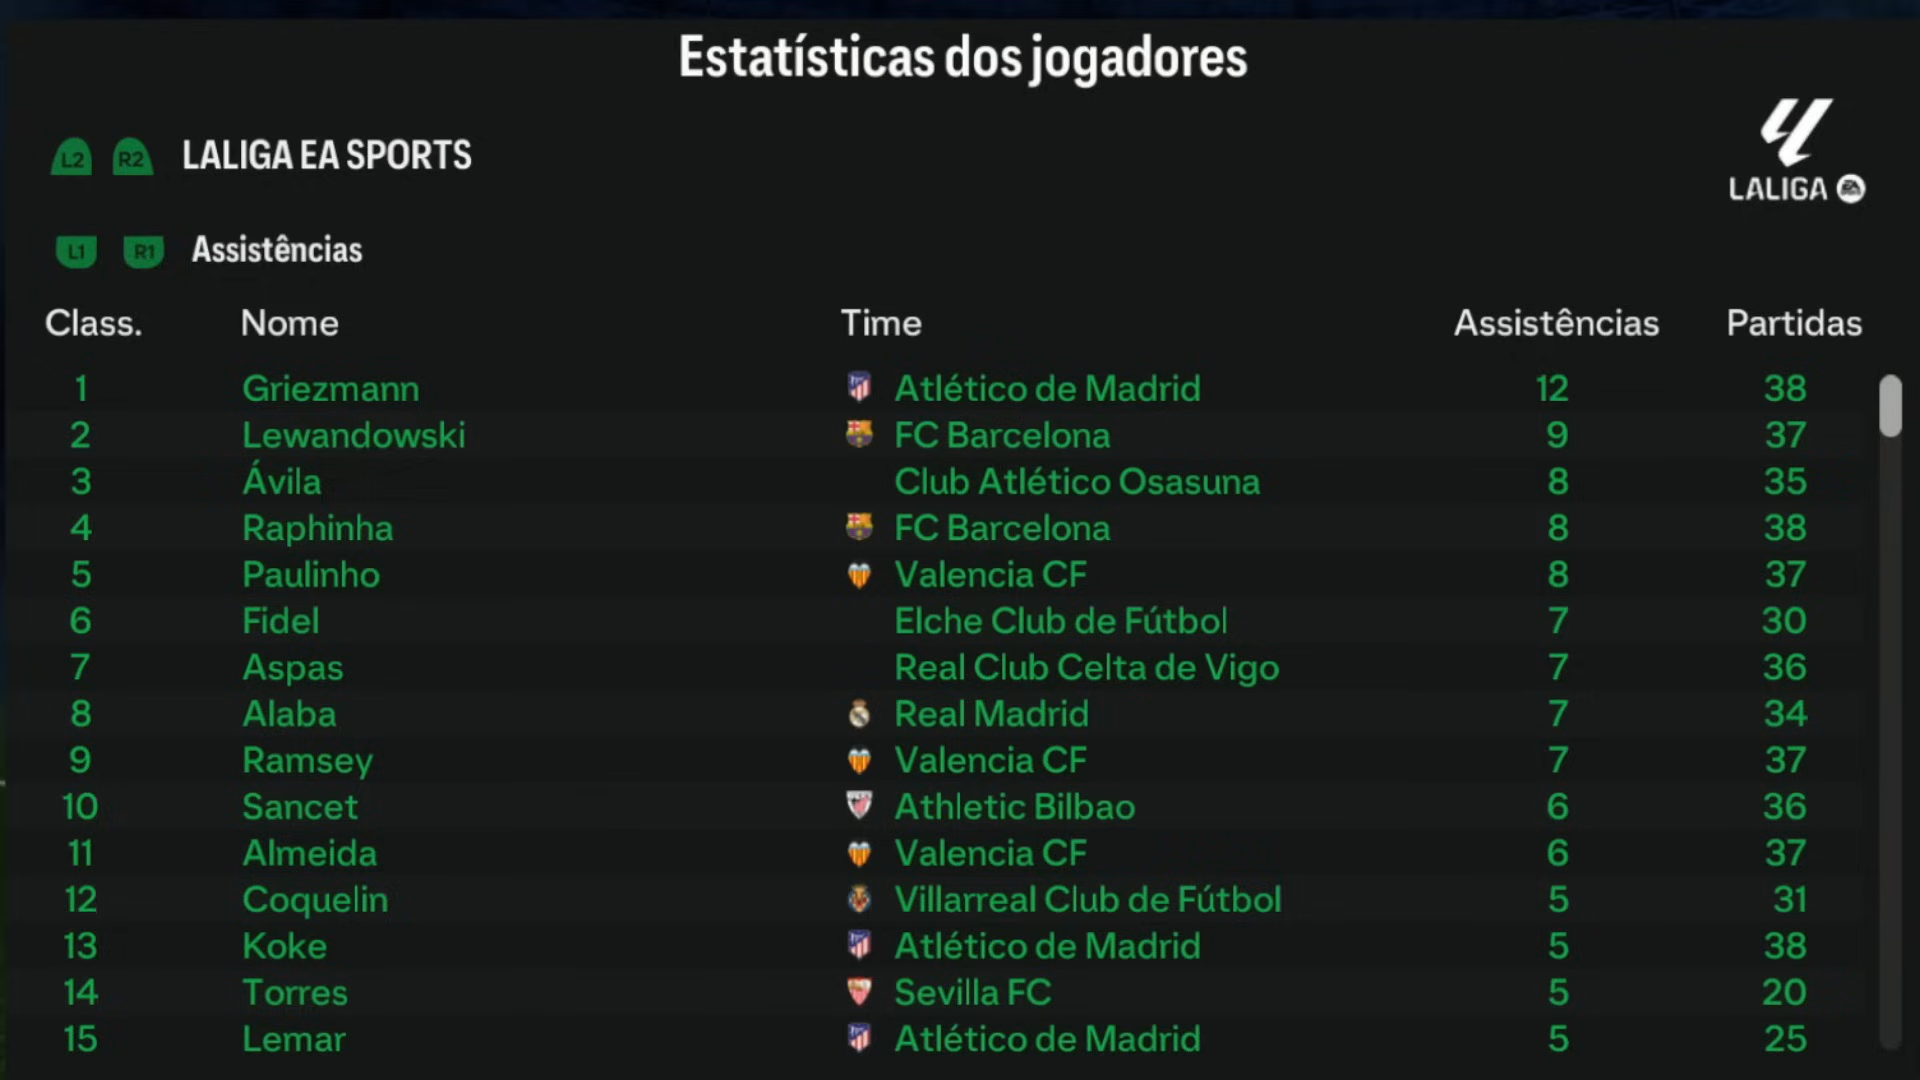 Estatísticas dos jogadores
L2 R2 LALIGA EA SPORTS
LALIGA EA
L1 R1 Assistências
Class. Nome Time Assistências Partidas
1 Griezmann Atlético de Madrid 12 38
2 Lewandowski FC Barcelona 9 37
3 Ávila Club Atlético Osasuna 8 35
4 Raphinha FC Barcelona 8 38
5 Paulinho Valencia CF 8 37
6 Fidel Elche Club de Fútbol 7 30
7 Aspas Real Club Celta de Vigo 7 36
8 Alaba Real Madrid 7 34
9 Ramsey Valencia CF 7 37
10 Sancet Athletic Bilbao 6 36
11 Almeida Valencia CF 6 37
12 Coquelin Villarreal Club de Fútbol 5 31
13 Koke Atlético de Madrid 5 38
14 Torres Sevilla FC 5 20
15 Lemar Atlético de Madrid 5 25